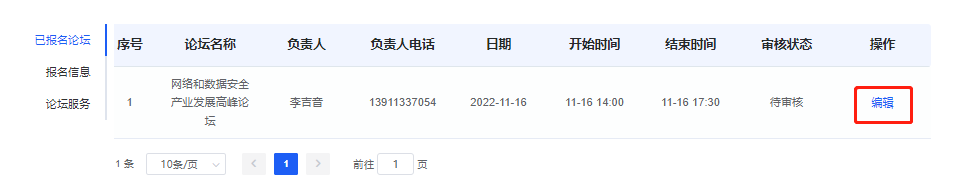 已报名论坛
报名信息
论坛服务
序号 论坛名称 负责人 负责人电话 日期 开始时间 结束时间 审核状态 操作
网络和数据安全
1 产业发展高峰论 李吉音 13911337054 2022-11-16 11-16 14:00 11-16 17:30 待审核 编辑
坛
1 条 10条/页 1 前往 1 页